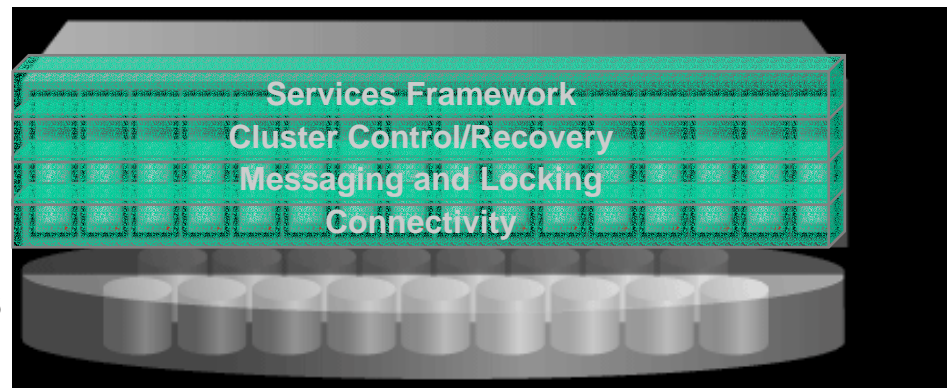 Services Framework
Cluster Control/Recovery
Messaging and Locking
Connectivity